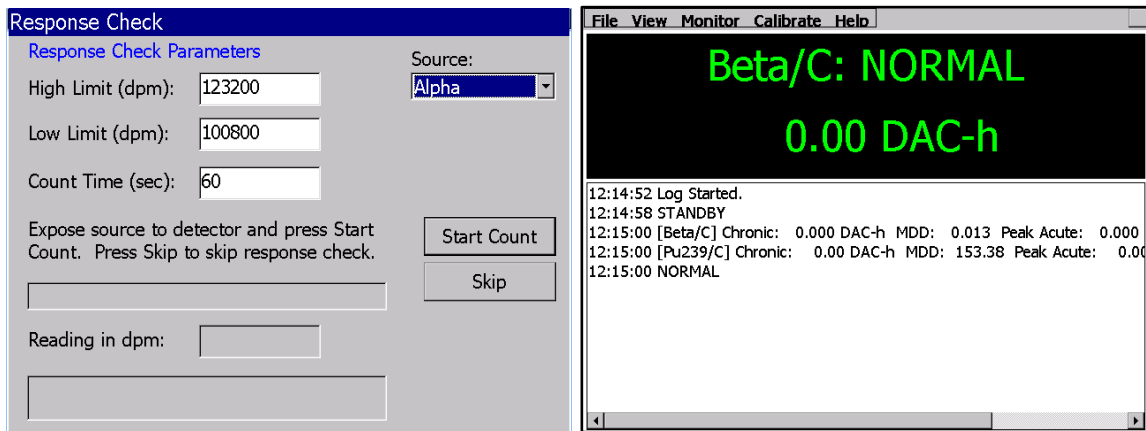 Response Check
Response Check Parameters
Source:
High Limit (dpm): 123200
Alpha
Low Limit (dpm): 100800
Count Time (sec): 60
Expose source to detector and press Start
Count. Press Skip to skip response check.
Start Count
Skip
Reading in dpm:
File View Monitor Calibrate Help
Beta/C: NORMAL
0.00 DAC-h
12:14:52 Log Started.
12:14:58 STANDBY
12:15:00 [Beta/C] Chronic: 0.000 DAC-h MDD: 0.013 Peak Acute: 0.000
12:15:00 [Pu239/C] Chronic: 0.00 DAC-h MDD: 153.38 Peak Acute: 0.00
12:15:00 NORMAL